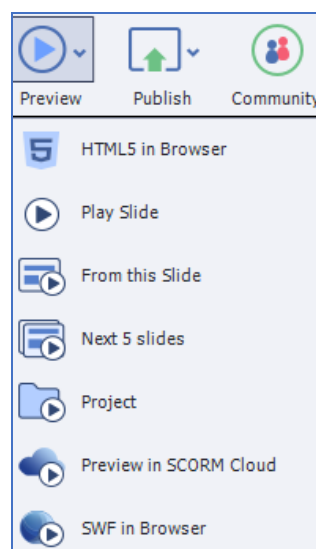 Preview
Publish
Community
5
HTML5 in Browser
Play Slide
From this Slide
Next 5 slides
Project
Preview in SCORM Cloud
SWF in Browser